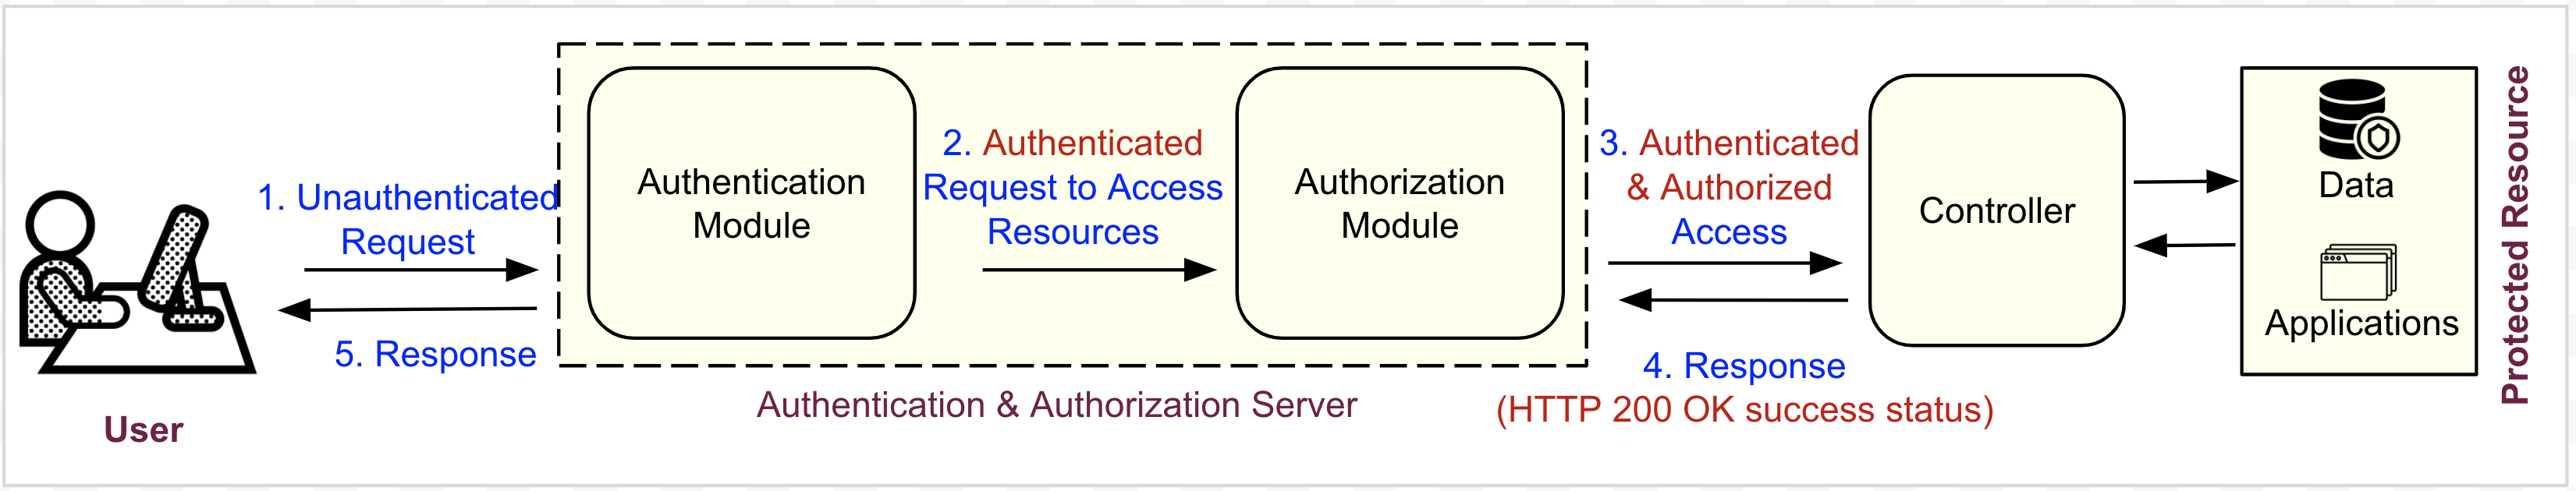 1. Unauthenticated
Request
5. Response
User
Authentication
Module
2. Authenticated
Request to Access
Resources
Authorization
Module
Authentication & Authorization Server
3. Authenticated
& Authorized
Access
4. Response
(HTTP 200 OK success status)
Controller
Data
Applications
Protected Resource